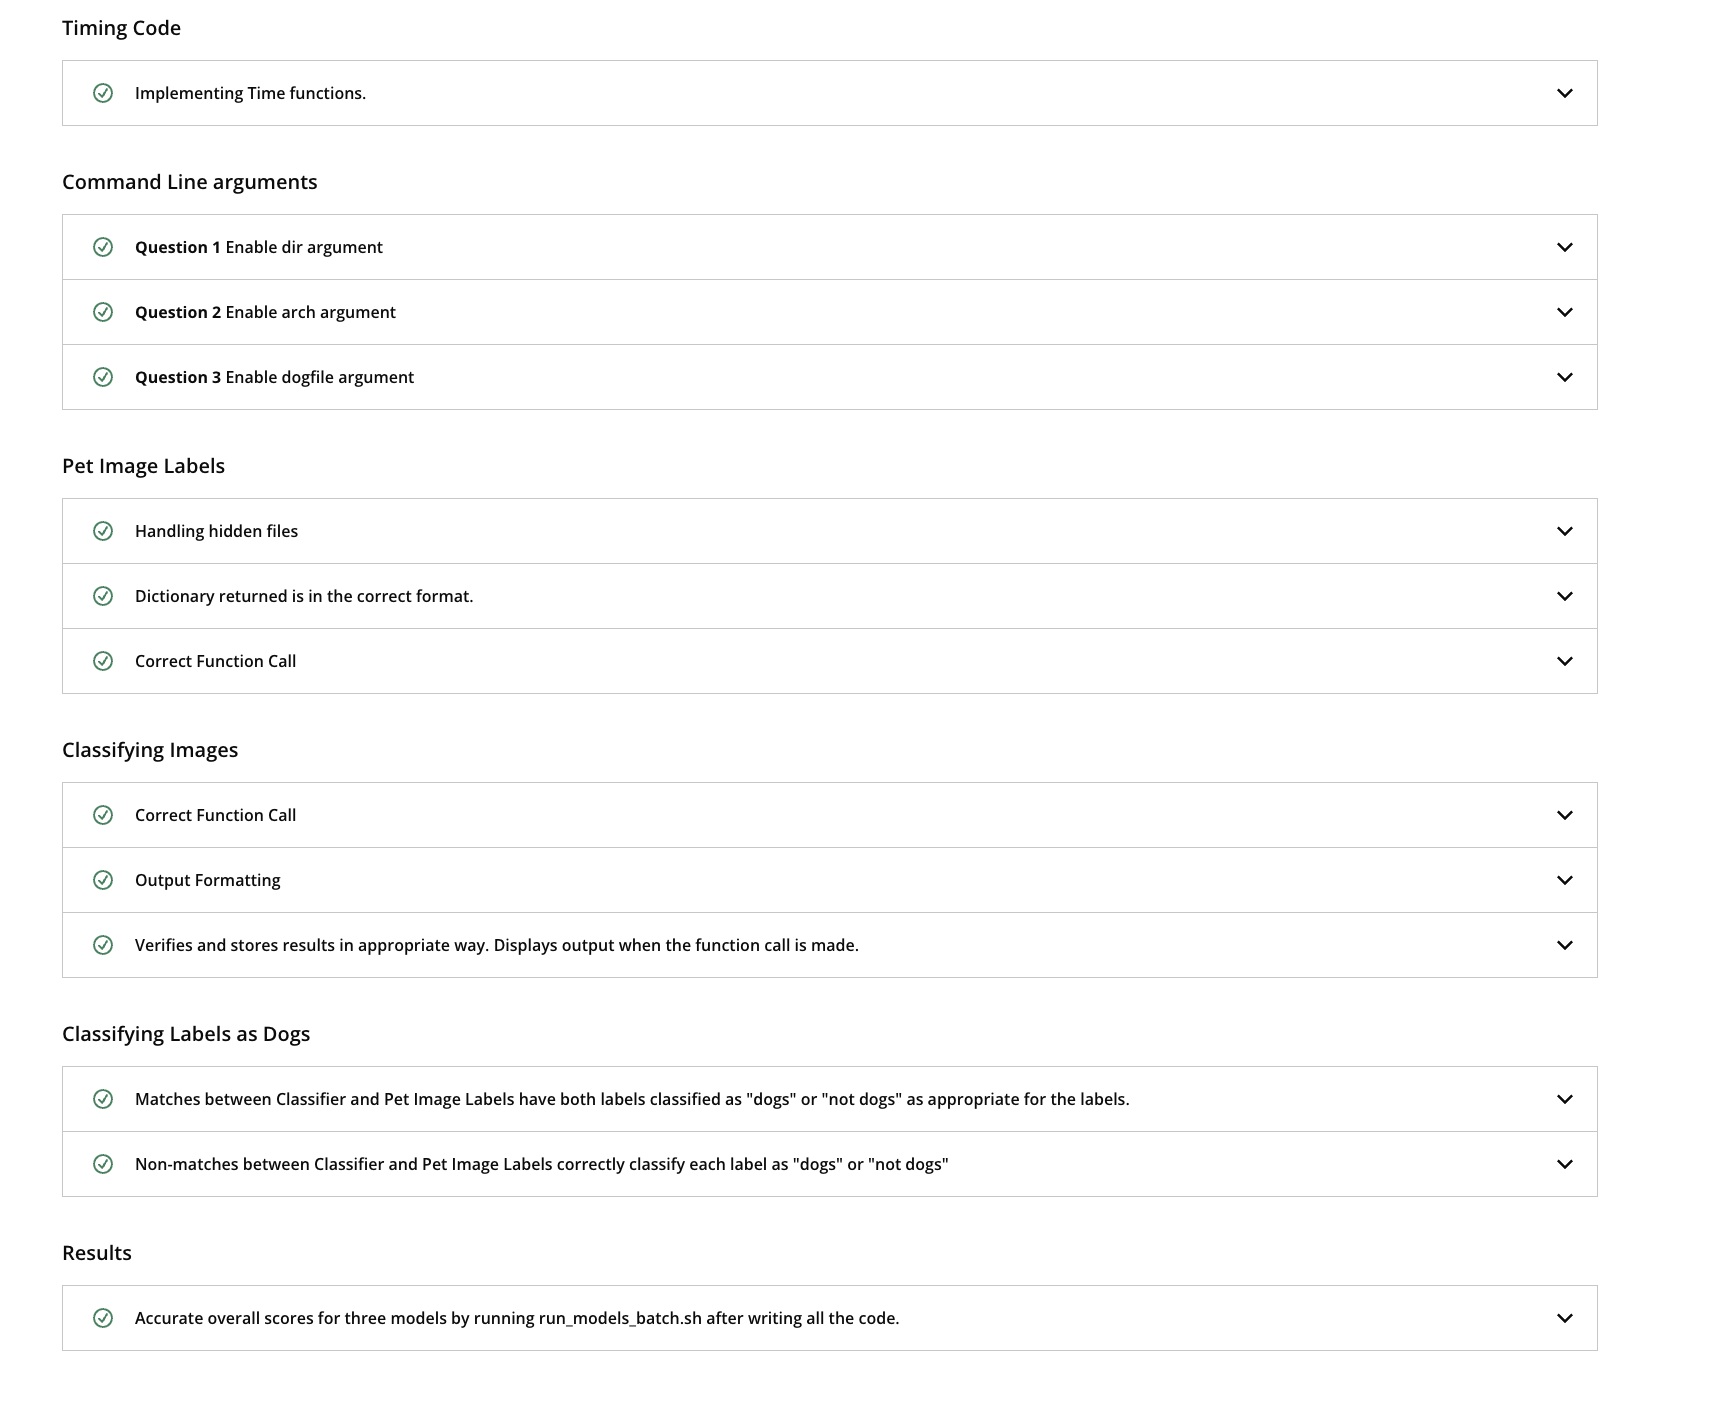 Timing Code
Implementing Time functions.
Command Line arguments
Question 1 Enable dir argument
Question 2 Enable arch argument
Question 3 Enable dogfile argument
Pet Image Labels
Handling hidden files
Dictionary returned is in the correct format.
Correct Function Call
Classifying Images
Correct Function Call
Output Formatting
Verifies and stores results in appropriate way. Displays output when the function call is made.
Classifying Labels as Dogs
Matches between Classifier and Pet Image Labels have both labels classified as "dogs" or "not dogs" as appropriate for the labels.
Non-matches between Classifier and Pet Image Labels correctly classify each label as "dogs" or "not dogs"
Results
Accurate overall scores for three models by running run_models_batch.sh after writing all the code.